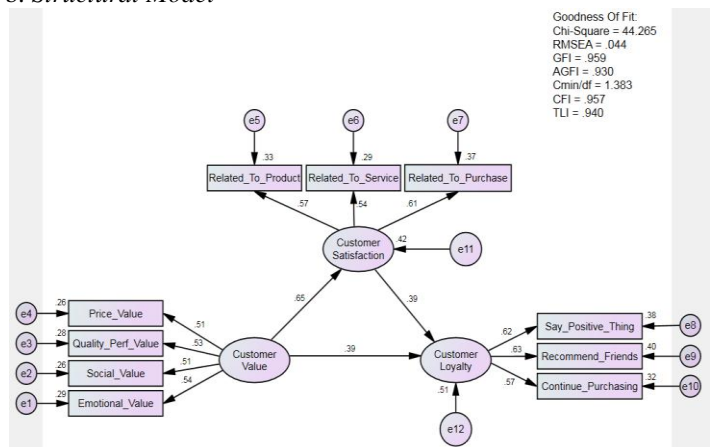 Structural Model
Goodness Of Fit:
Chi-Square = 44.265
RMSEA = .044
GFI = .959
AGFI = .930
Cmin/df = 1.383
CFI = .957
TLI = .940
e5
e6
e7
.33
.29
.37
Related_To_Product
Related_To_Service
Related_To_Purchase
.57
.54
.61
Customer
Satisfaction
.42
e11
.65
.39
e4
.26
Price_Value
.51
e3
.28
Quality_Perf_Value
.53
e2
.26
Social_Value
.51
e1
.29
Emotional_Value
.54
Customer
Value
.39
Customer
Loyalty
.51
e12
.62
Say_Positive_Thing
.38
e8
.63
Recommend_Friends
.40
e9
.57
Continue_Purchasing
.32
e10